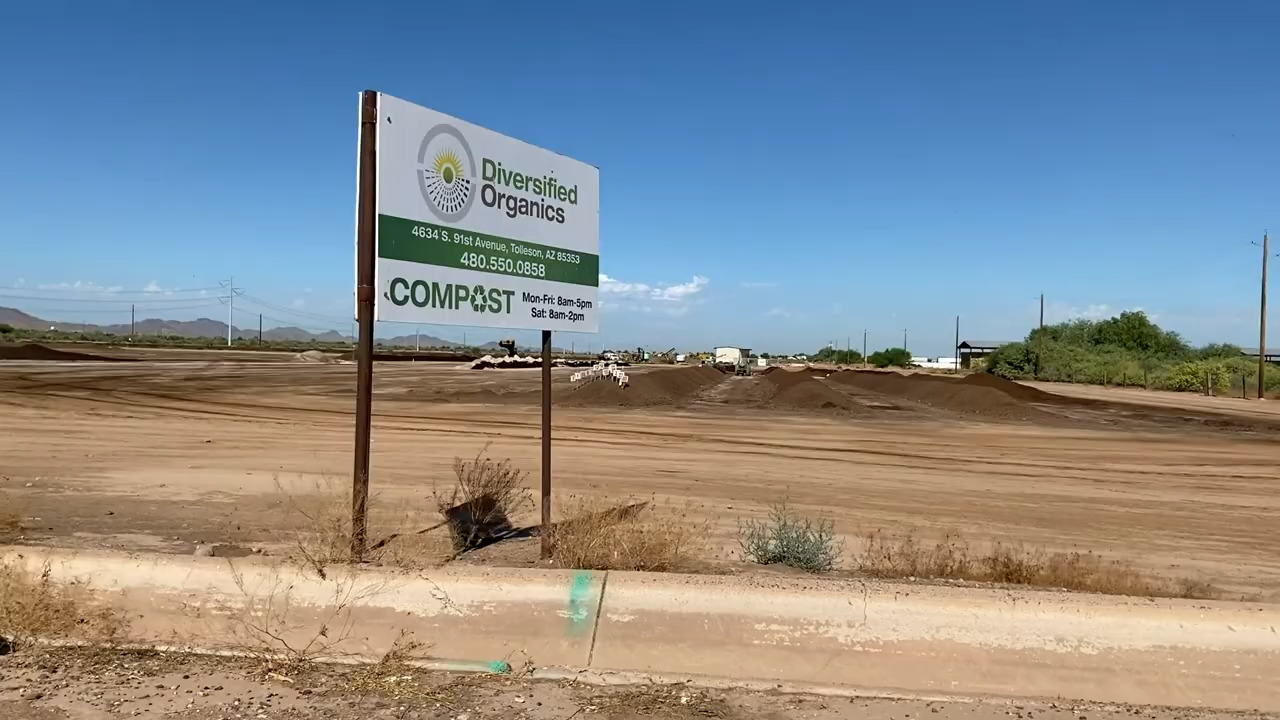 Diversified
Organics
4634 S. 91st Avenue, Tolleson, AZ 85353
480.550.0858
COMPOST
Mon-Fri: 8am-5pm
Sat: 8am-2pm